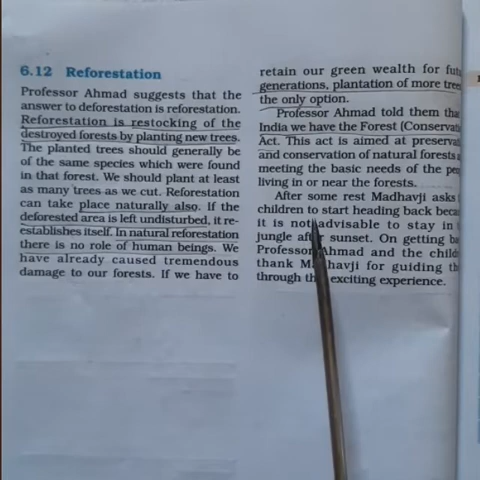 6.12 Reforestation
Professor Ahmad suggests that the
answer to deforestation is reforestation.
Reforestation is restocking of the
destroyed forests by planting new trees.
The planted trees should generally be
of the same species which were found
in that forest. We should plant at least
as many trees as we cut. Reforestation
can take place naturally also. If the
deforested area is left undisturbed, it re-
establishes itself. In natural reforestation
there is no role of human beings. We
have already caused tremendous
damage to our forests. If we have to
retain our green wealth for
generations, plantation of more
the only option.
Professor Ahmad told them
India we have the Forest
Act. This act is aimed at
and conservation of natural forests
meeting the basic needs of the
living in or near the forests.
After some rest Madhavji asks
children to start heading back
it is not advisable to stay in
jungle sunset. On getting
Professor Ahmad and the
thank for guiding
through exciting experience.